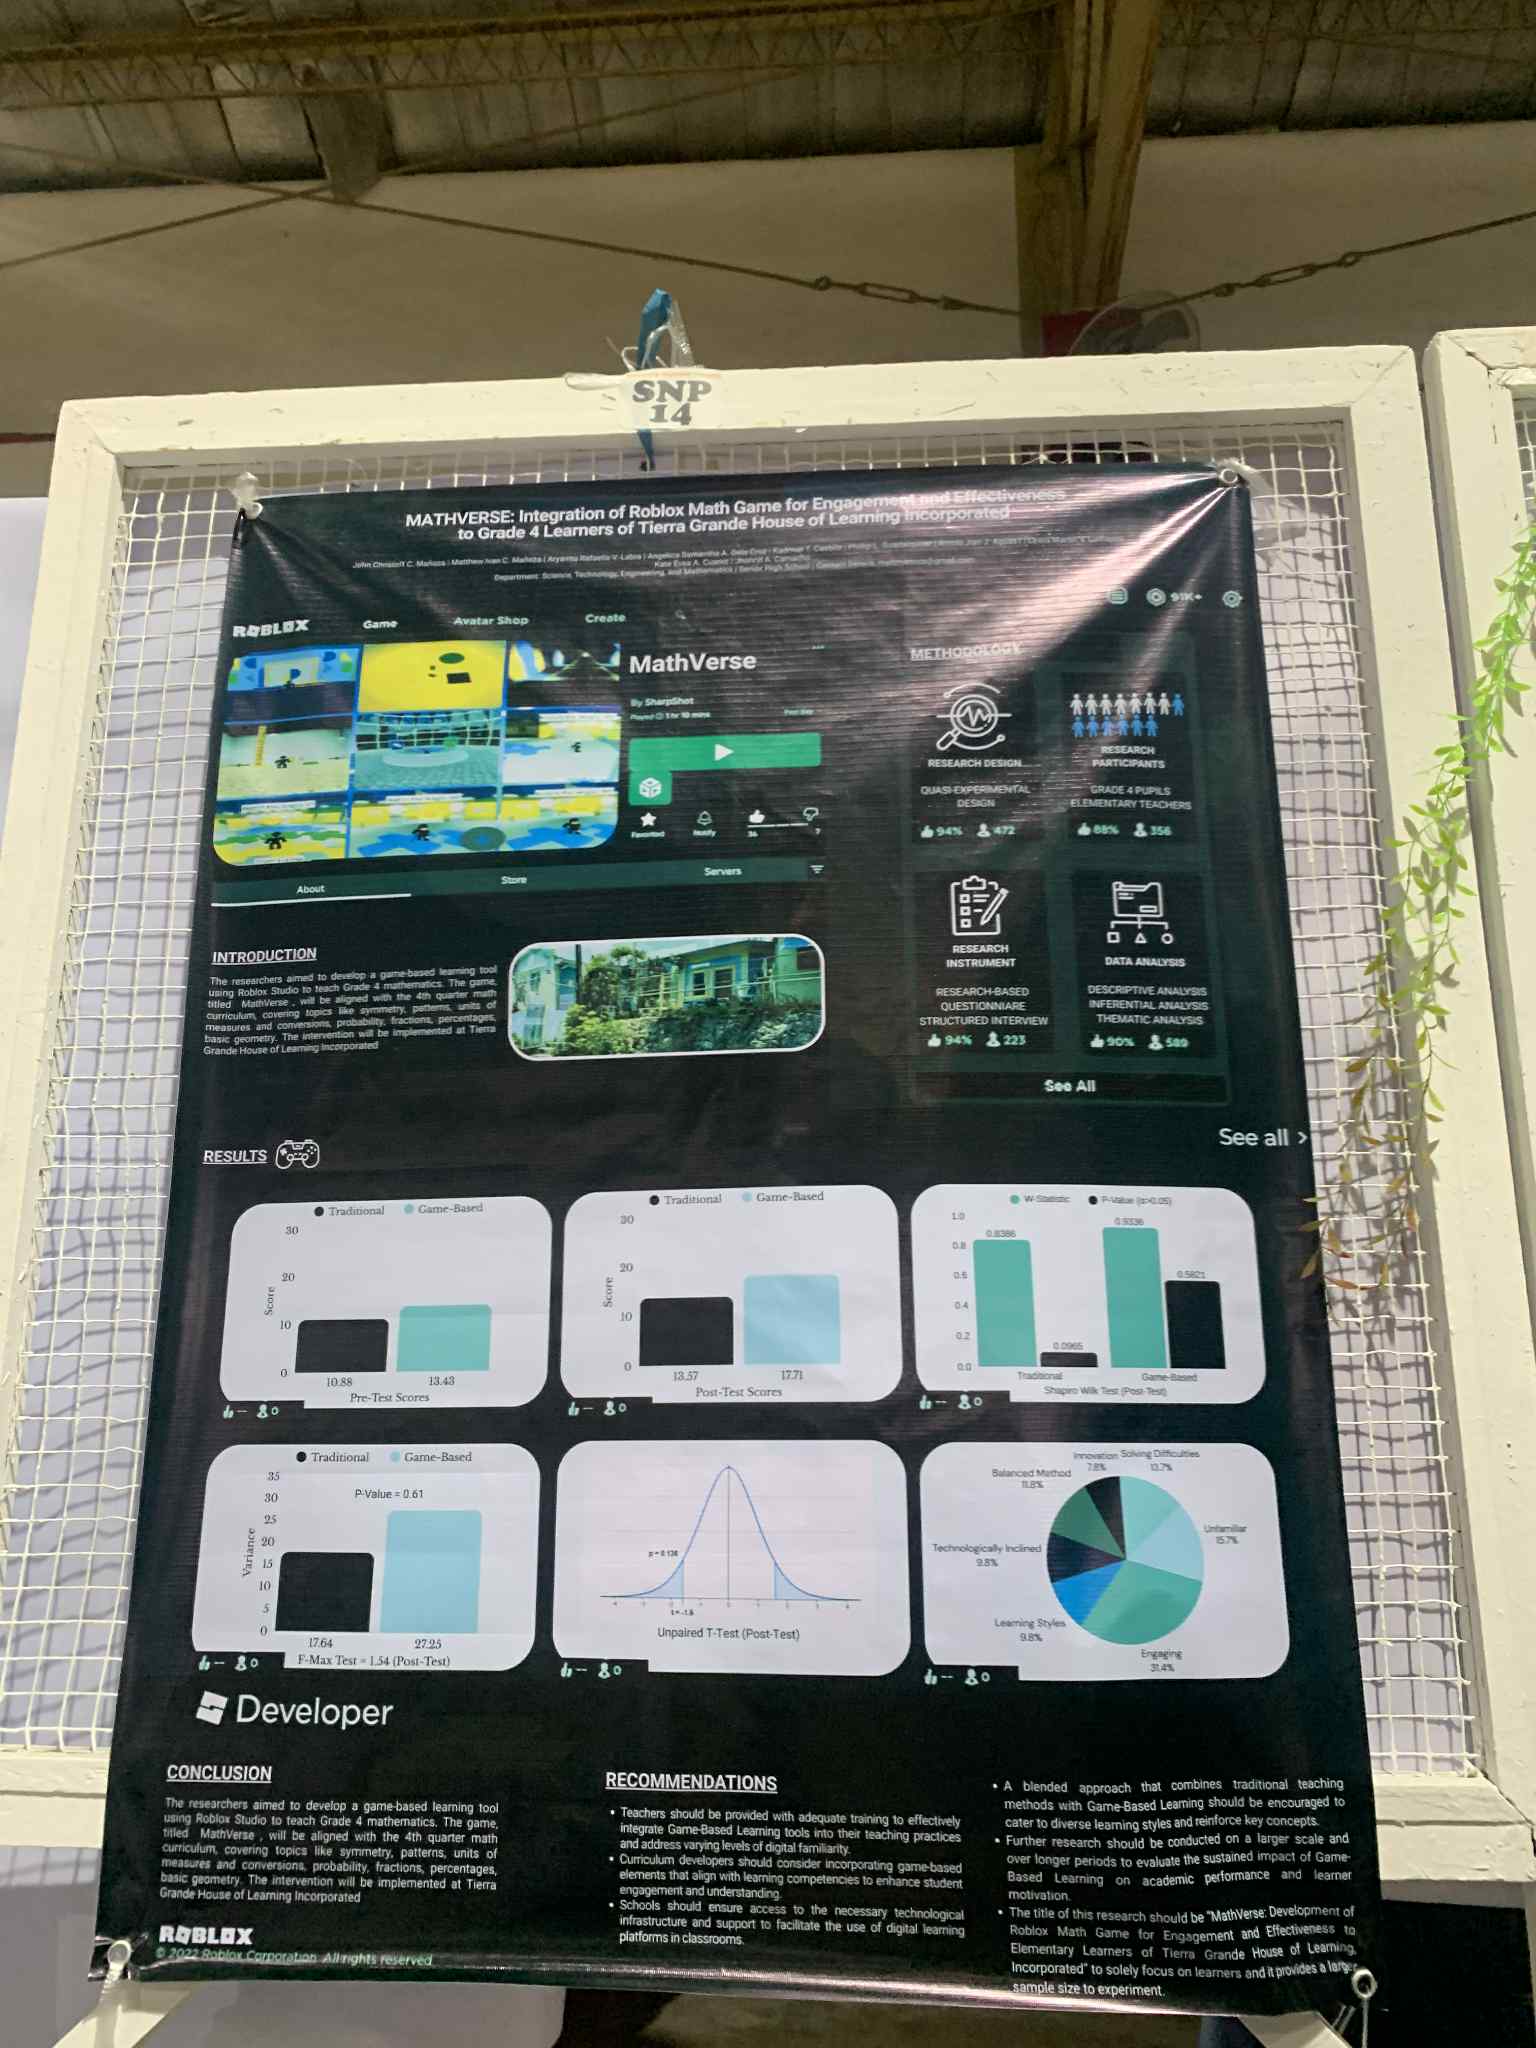 SNP
14
MATHVERSE: Integration of Roblox Math Game for Engagement and Effectiveness
to Grade 4 Learners of Tierra Grande House of Learning Incorporated
John Christoff C. Mañoza | Matthew Ivan C. Mañoza | Aryanna Rafaella V. Labra | Angelica Samantha A. Dela Cruz
Department: Science, Technology, Engineering, and Mathematics | Senior High School
91K+
ROBLOX
Game
Avatar Shop
Create
MathVerse
By SharpShot
Played 1 hr 10 mins
Favorited
Notify
36
7
About
Store
Servers
METHODOLOGY
RESEARCH DESIGN
QUASI-EXPERIMENTAL
DESIGN
94% 472
RESEARCH
PARTICIPANTS
GRADE 4 PUPILS
ELEMENTARY TEACHERS
88% 356
RESEARCH
INSTRUMENT
RESEARCH-BASED
QUESTIONNIARE
STRUCTURED INTERVIEW
94% 223
DATA ANALYSIS
DESCRIPTIVE ANALYSIS
INFERENTIAL ANALYSIS
THEMATIC ANALYSIS
90% 589
See All
INTRODUCTION
The researchers aimed to develop a game-based learning tool
using Roblox Studio to teach Grade 4 mathematics. The game,
titled MathVerse , will be aligned with the 4th quarter math
curriculum, covering topics like symmetry, patterns, units of
measures and conversions, probability, fractions, percentages,
basic geometry. The intervention will be implemented at Tierra
Grande House of Learning Incorporated
See all >
RESULTS
Traditional Game-Based
30
20
10
0
Score
10.88 13.43
Pre-Test Scores
-- 0
Traditional Game-Based
30
20
10
0
Score
13.57 17.71
Post-Test Scores
-- 0
W-Statistic P-Value (α>0.05)
1.0
0.8
0.6
0.4
0.2
0.0
0.8386
0.0965
0.9336
0.5821
Traditional Game-Based
Shapiro Wilk Test (Post-Test)
-- 0
Traditional Game-Based
P-Value = 0.61
35
30
25
20
15
10
5
0
Variance
17.64 27.25
F-Max Test = 1.54 (Post-Test)
-- 0
p = 0.136
-4 0 2 3 4
t = -1.6
Unpaired T-Test (Post-Test)
-- 0
Innovation
7.8%
Solving Difficulties
13.7%
Balanced Method
11.8%
Unfamiliar
15.7%
Technologically Inclined
9.8%
Learning Styles
9.8%
Engaging
31.4%
-- 0
Developer
CONCLUSION
The researchers aimed to develop a game-based learning tool
using Roblox Studio to teach Grade 4 mathematics. The game,
titled MathVerse , will be aligned with the 4th quarter math
curriculum, covering topics like symmetry, patterns, units of
measures and conversions, probability, fractions, percentages,
basic geometry. The intervention will be implemented at Tierra
Grande House of Learning Incorporated
ROBLOX
© 2022 Roblox Corporation. All rights reserved
RECOMMENDATIONS
• Teachers should be provided with adequate training to effectively
integrate Game-Based Learning tools into their teaching practices
and address varying levels of digital familiarity.
• Curriculum developers should consider incorporating game-based
elements that align with learning competencies to enhance student
engagement and understanding.
• Schools should ensure access to the necessary technological
infrastructure and support to facilitate the use of digital learning
platforms in classrooms.
• A blended approach that combines traditional teaching
methods with Game-Based Learning should be encouraged to
cater to diverse learning styles and reinforce key concepts.
• Further research should be conducted on a larger scale and
over longer periods to evaluate the sustained impact of Game-
Based Learning on academic performance and learner
motivation.
• The title of this research should be "MathVerse: Development of
Roblox Math Game for Engagement and Effectiveness to
Elementary Learners of Tierra Grande House of Learning,
Incorporated" to solely focus on learners and it provides a larger
sample size to experiment.